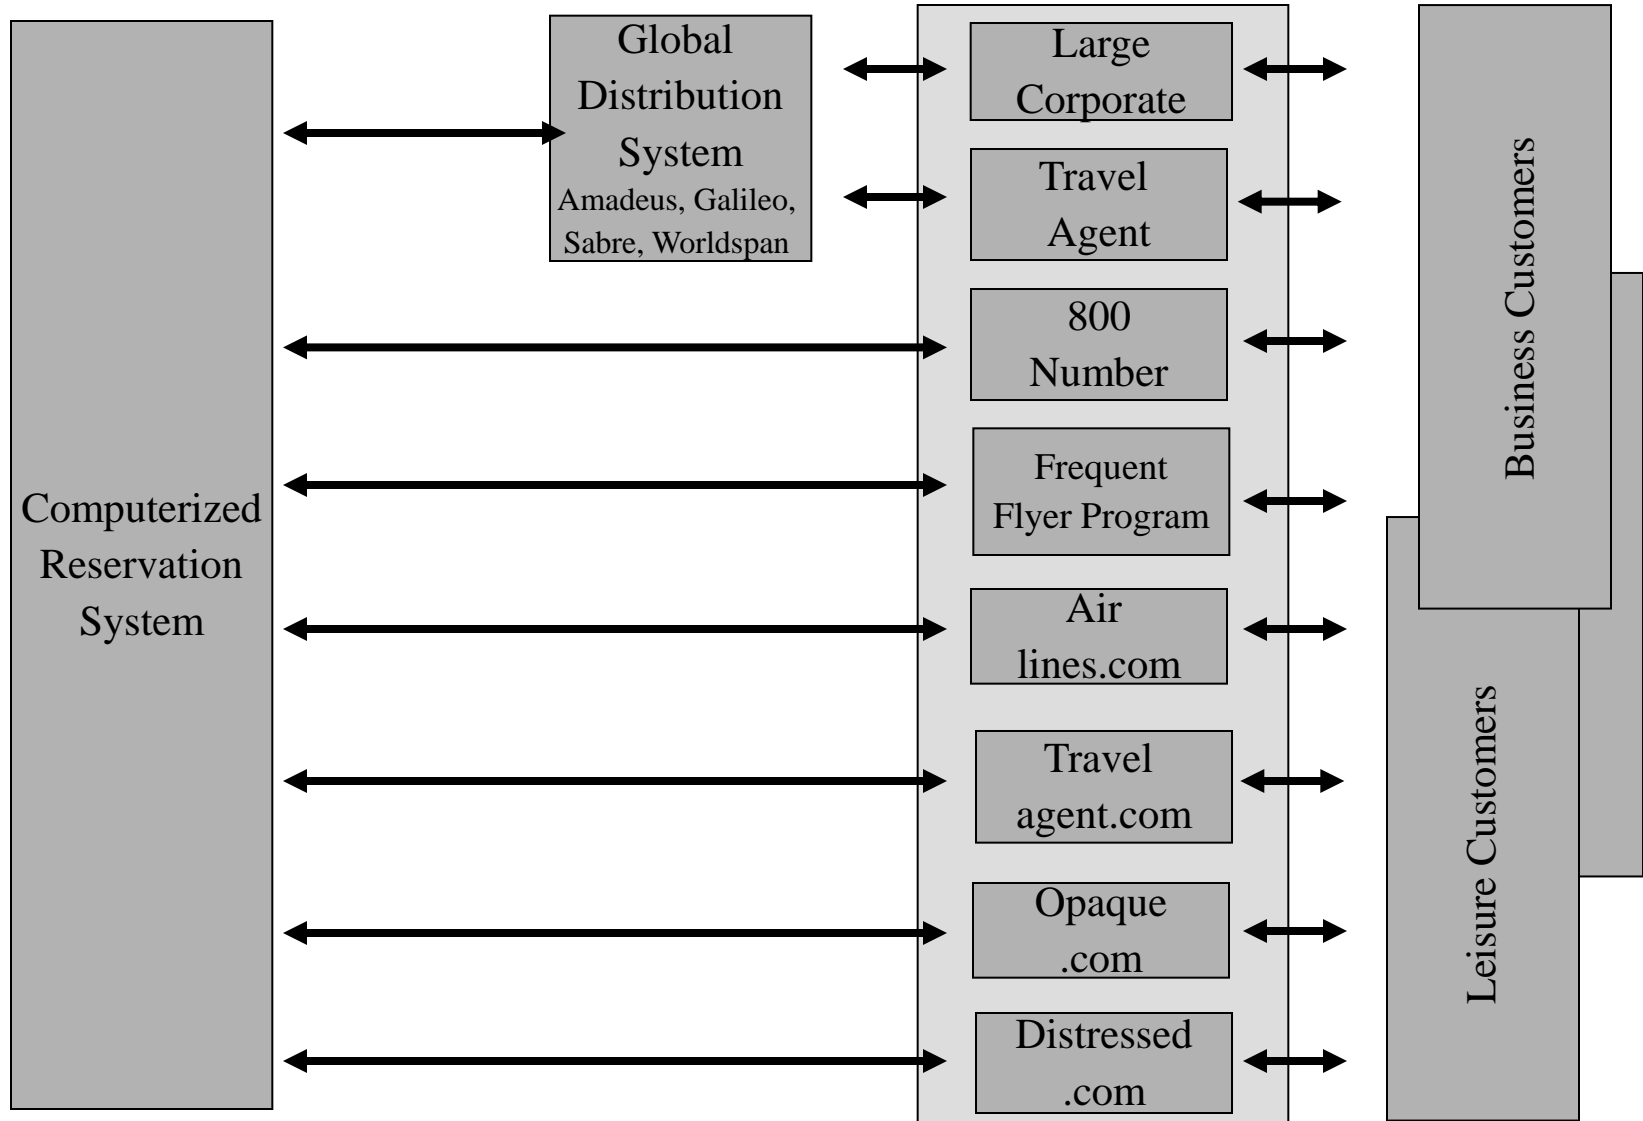 Computerized
Reservation
System
Global
Distribution
System
Amadeus, Galileo,
Sabre, Worldspan
Large
Corporate
Travel
Agent
800
Number
Frequent
Flyer Program
Air
lines.com
Travel
agent.com
Opaque
.com
Distressed
.com
Business Customers
Leisure Customers